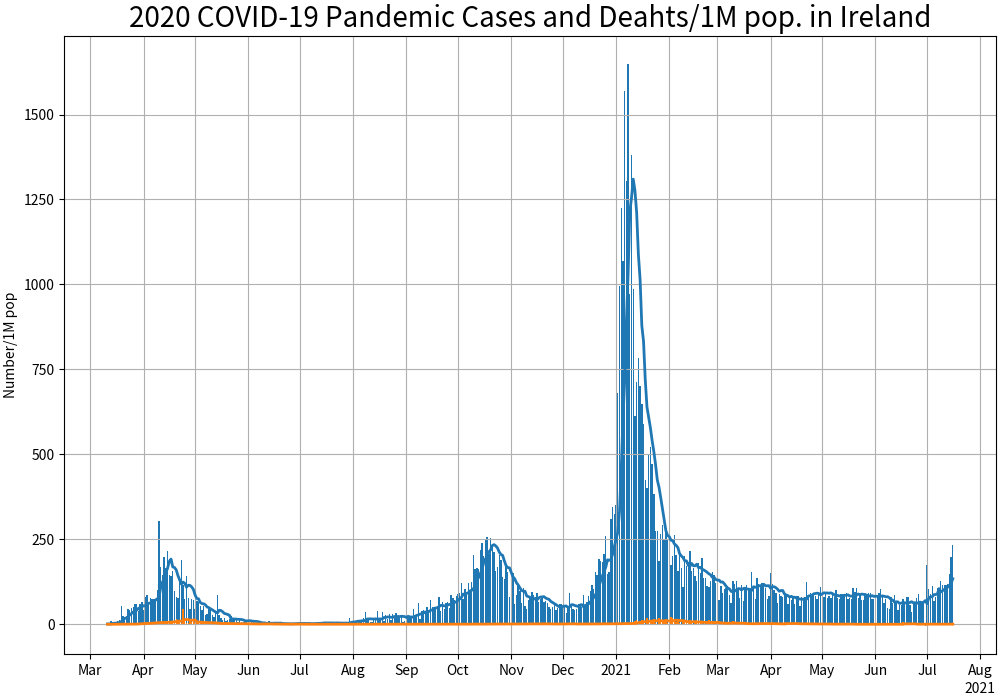 2020 COVID-19 Pandemic Cases and Deahts/1M pop. in Ireland
Number/1M pop
1500
1250
1000
750
500
250
0
Mar Apr May Jun Jul Aug Sep Oct Nov Dec 2021 Feb Mar Apr May Jun Jul Aug
2021